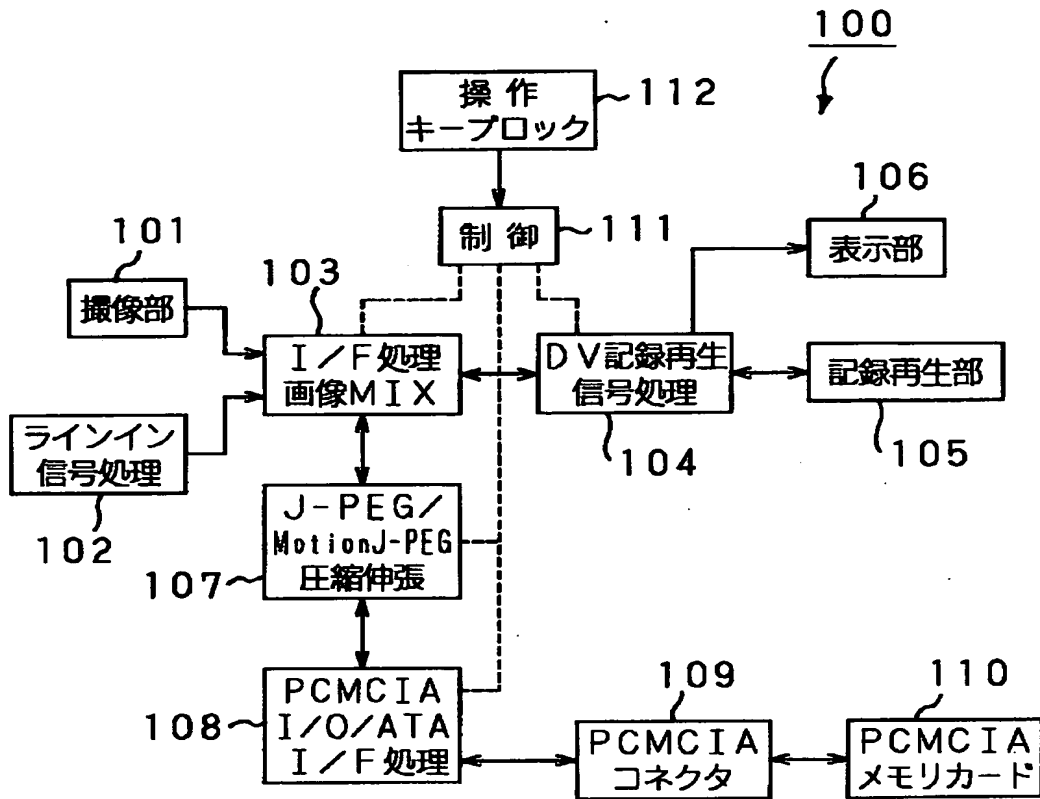 100
操作
キーブロック
112
106
表示部
制御
111
101
撮像部
103
I/F処理
画像MIX
DV記録再生
信号処理
104
記録再生部
105
ラインイン
信号処理
102
J-PEG/
MotionJ-PEG
圧縮伸張
107
PCMCIA
I/O/ATA
I/F処理
108
109
PCMCIA
コネクタ
110
PCMCIA
メモリカード